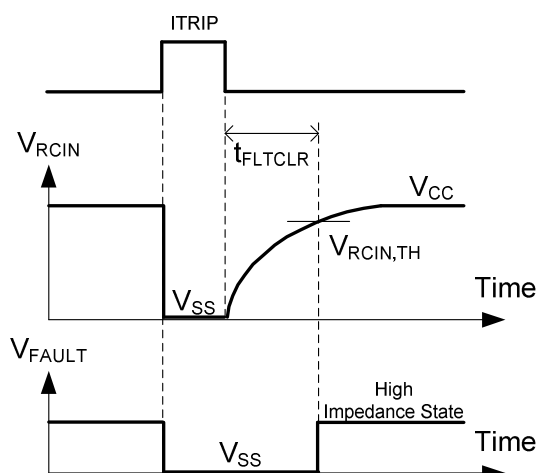 ITRIP
VRCIN
tFLTCLR
VCC
VRCIN,TH
VSS
Time
VFAULT
High
Impedance State
VSS
Time